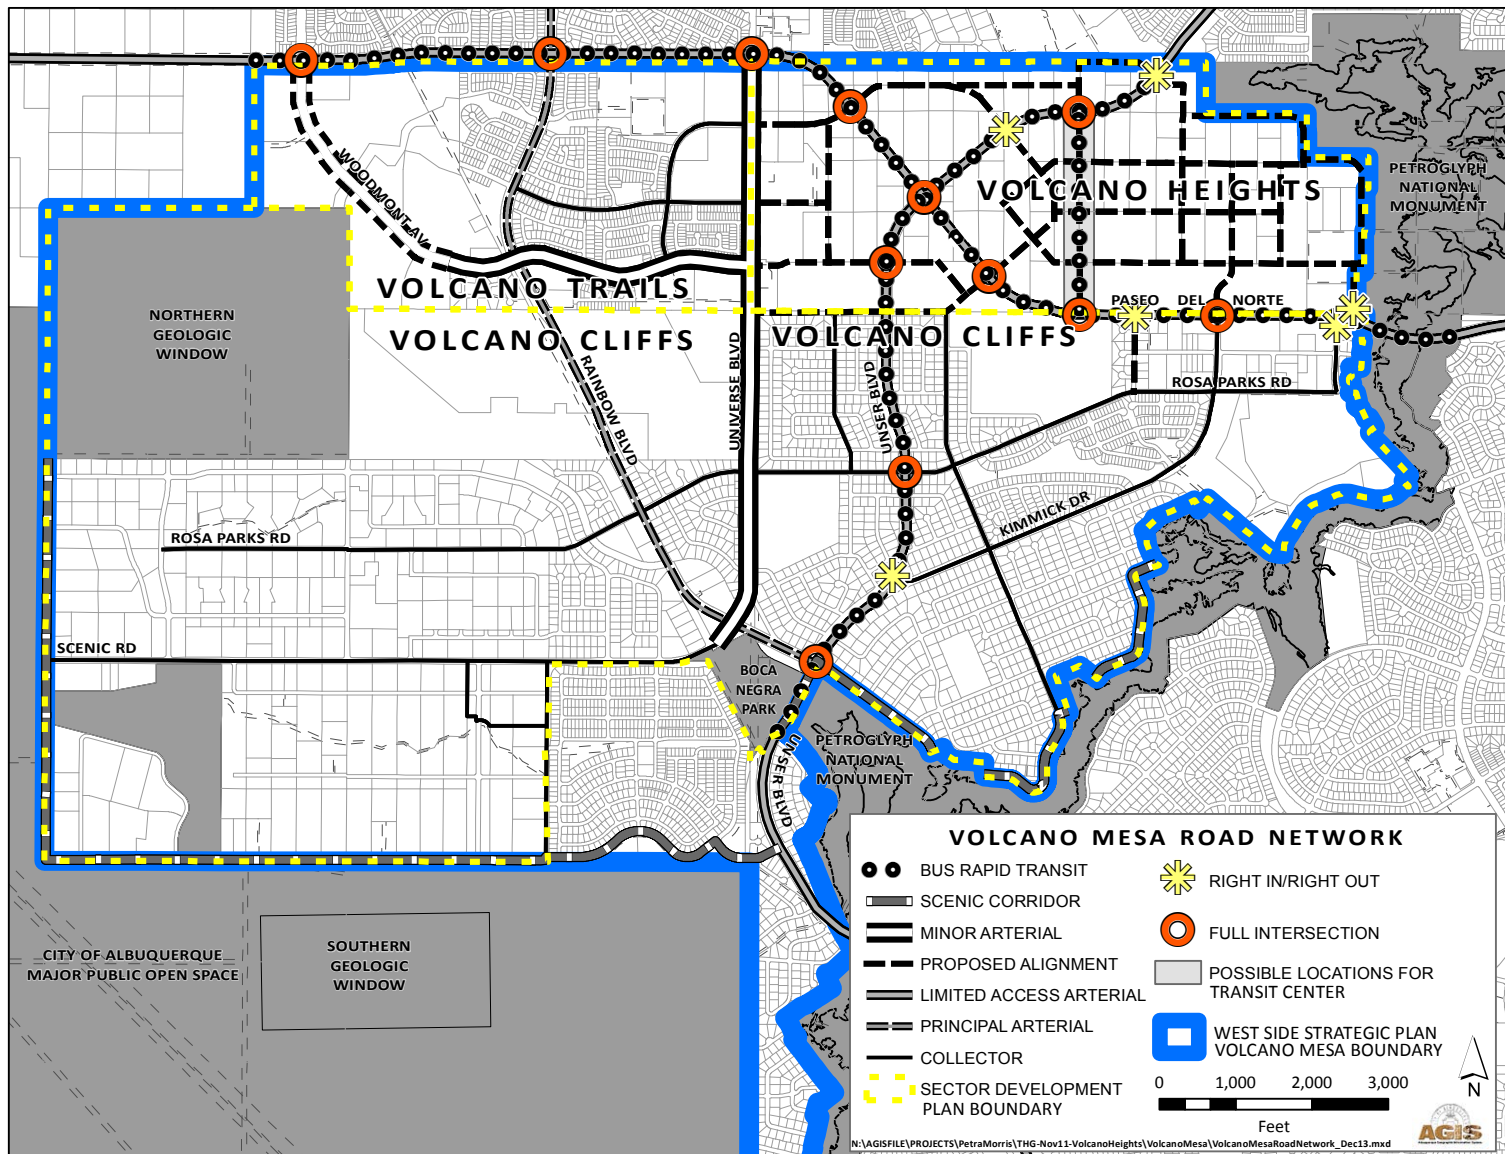 WOODMONT AV
VOLCANO HEIGHTS
PETROGLYPH
NATIONAL
MONUMENT
VOLCANO TRAILS
PASEO DEL NORTE
NORTHERN
GEOLOGIC
WINDOW
VOLCANO CLIFFS
VOLCANO CLIFFS
RAINBOW BLVD
UNIVERSE BLVD
UNSER BLVD
ROSA PARKS RD
KIMMICK DR
ROSA PARKS RD
SCENIC RD
BOCA
NEGRA
PARK
UNSER BLVD
PETROGLYPH
NATIONAL
MONUMENT
CITY OF ALBUQUERQUE
MAJOR PUBLIC OPEN SPACE
SOUTHERN
GEOLOGIC
WINDOW
VOLCANO MESA ROAD NETWORK
BUS RAPID TRANSIT
SCENIC CORRIDOR
MINOR ARTERIAL
PROPOSED ALIGNMENT
LIMITED ACCESS ARTERIAL
PRINCIPAL ARTERIAL
COLLECTOR
SECTOR DEVELOPMENT
PLAN BOUNDARY
RIGHT IN/RIGHT OUT
FULL INTERSECTION
POSSIBLE LOCATIONS FOR
TRANSIT CENTER
WEST SIDE STRATEGIC PLAN
VOLCANO MESA BOUNDARY
0 1,000 2,000 3,000
Feet
N
AGIS
N:\AGISFILE\PROJECTS\PetraMorris\THG-Nov11-VolcanoHeights\VolcanoMesa\VolcanoMesaRoadNetwork_Dec13.mxd